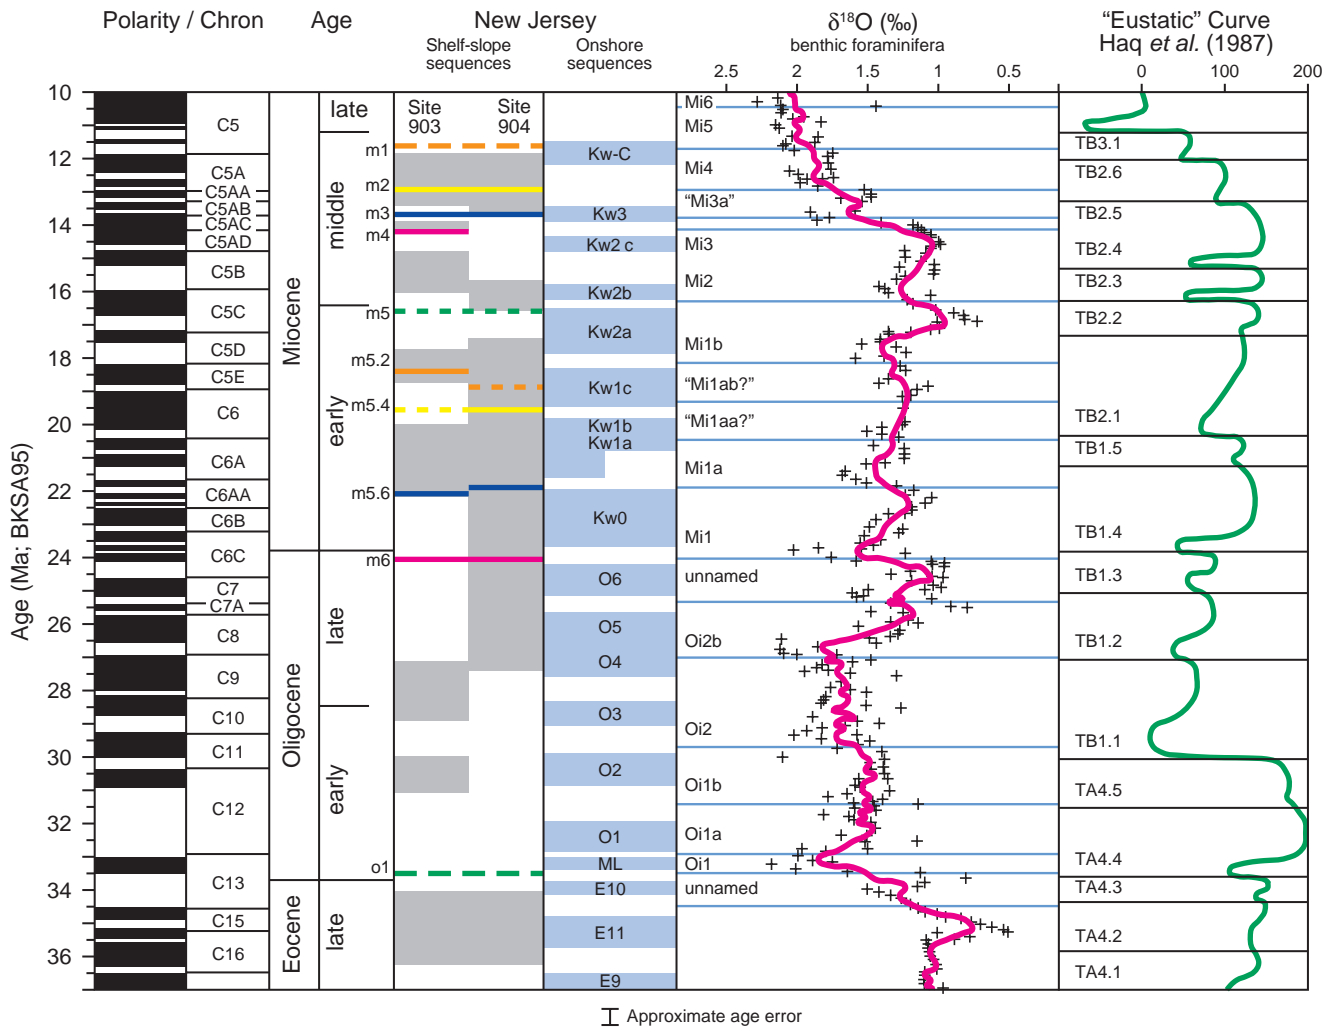 Polarity / Chron
Age
New Jersey
Shelf-slope
sequences
Onshore
sequences
δ¹⁸O (‰)
benthic foraminifera
“Eustatic” Curve
Haq et al. (1987)
2.5 2 1.5 1 0.5
0 100 200
Age (Ma; BKSA95)
10
12
14
16
18
20
22
24
26
28
30
32
34
36
C5
C5A
C5AA
C5AB
C5AC
C5AD
C5B
C5C
C5D
C5E
C6
C6A
C6AA
C6B
C6C
C7
C7A
C8
C9
C10
C11
C12
C13
C15
C16
Miocene
Oligocene
Eocene
late
middle
early
late
early
late
Site
903
Site
904
m1
m2
m3
m4
m5
m5.2
m5.4
m5.6
m6
o1
Kw-C
Kw3
Kw2 c
Kw2b
Kw2a
Kw1c
Kw1b
Kw1a
Kw0
O6
O5
O4
O3
O2
O1
ML
E10
E11
E9
Mi6
Mi5
Mi4
“Mi3a”
Mi3
Mi2
Mi1b
“Mi1ab?”
“Mi1aa?”
Mi1a
Mi1
unnamed
Oi2b
Oi2
Oi1b
Oi1a
Oi1
unnamed
TB3.1
TB2.6
TB2.5
TB2.4
TB2.3
TB2.2
TB2.1
TB1.5
TB1.4
TB1.3
TB1.2
TB1.1
TA4.5
TA4.4
TA4.3
TA4.2
TA4.1
Approximate age error